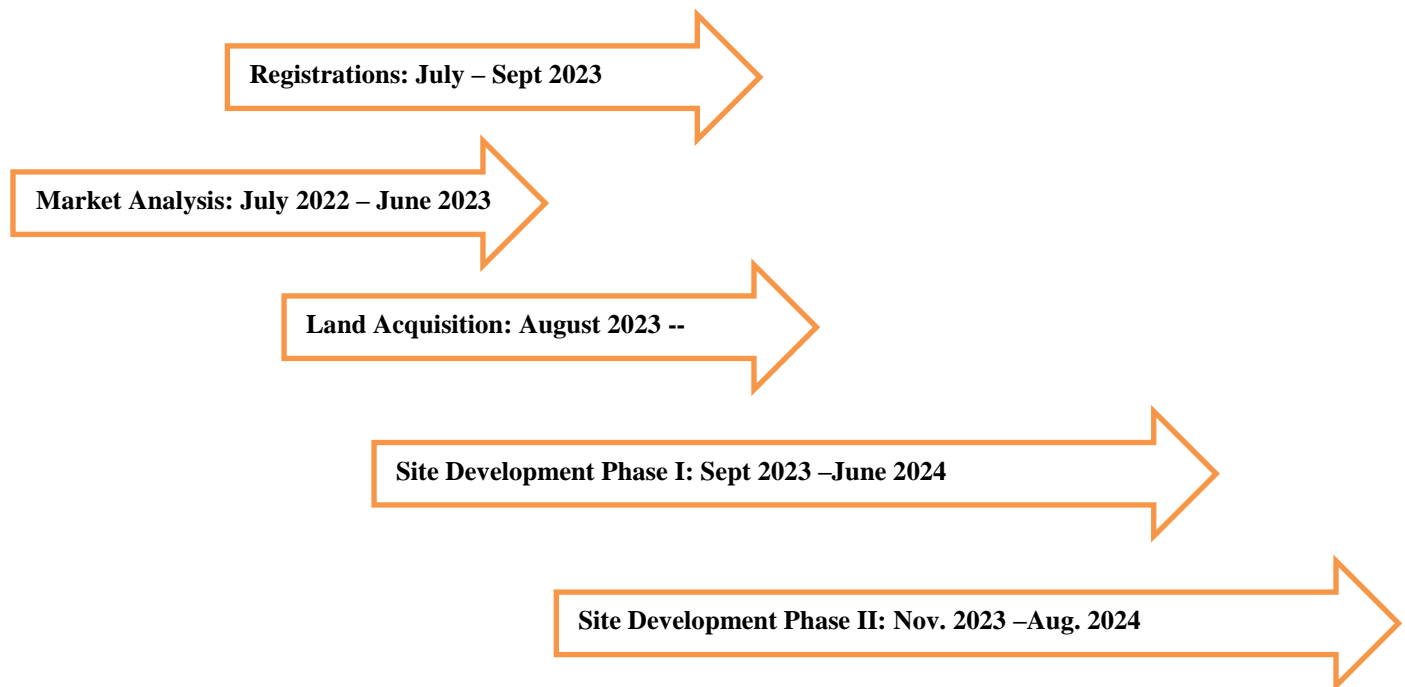 Registrations: July – Sept 2023
Market Analysis: July 2022 – June 2023
Land Acquisition: August 2023 --
Site Development Phase I: Sept 2023 –June 2024
Site Development Phase II: Nov. 2023 –Aug. 2024